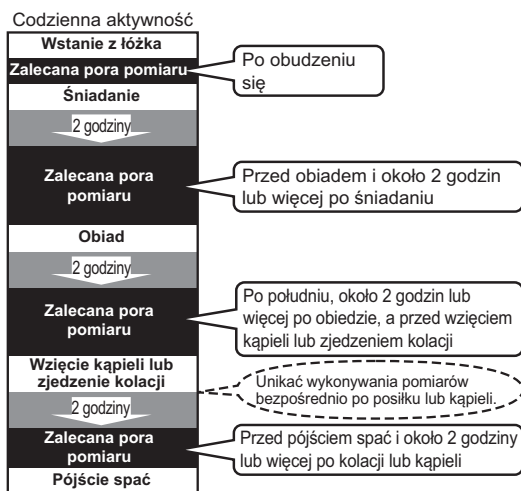 Codzienna aktywność
Wstanie z łóżka
Zalecana pora pomiaru
Po obudzeniu
się
Śniadanie
2 godziny
Zalecana pora
pomiaru
Przed obiadem i około 2 godzin
lub więcej po śniadaniu
Obiad
2 godziny
Zalecana pora
pomiaru
Po południu, około 2 godzin lub
więcej po obiedzie, a przed wzięciem
kąpieli lub zjedzeniem kolacji
Wzięcie kąpieli lub
zjedzenie kolacji
Unikać wykonywania pomiarów
bezpośrednio po posiłku lub kąpieli.
2 godziny
Zalecana pora
pomiaru
Przed pójściem spać i około 2 godziny
lub więcej po kolacji lub kąpieli
Pójście spać